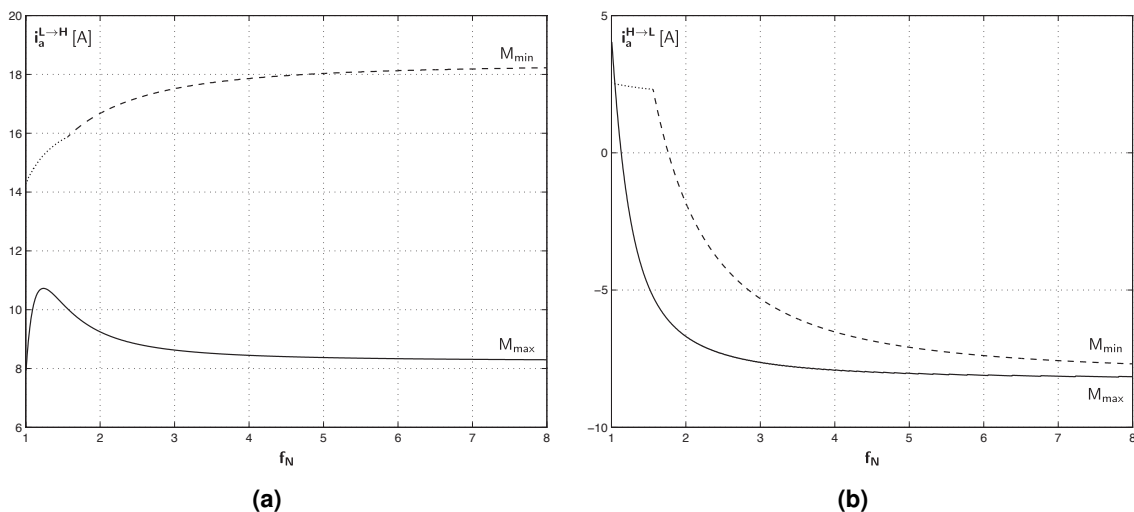 20
18
16
14
12
10
8
6
i_a^{L→H} [A]
M_min
M_max
1 2 3 4 5 6 7 8
f_N
(a)
5
0
−5
−10
i_a^{H→L} [A]
M_min
M_max
1 2 3 4 5 6 7 8
f_N
(b)